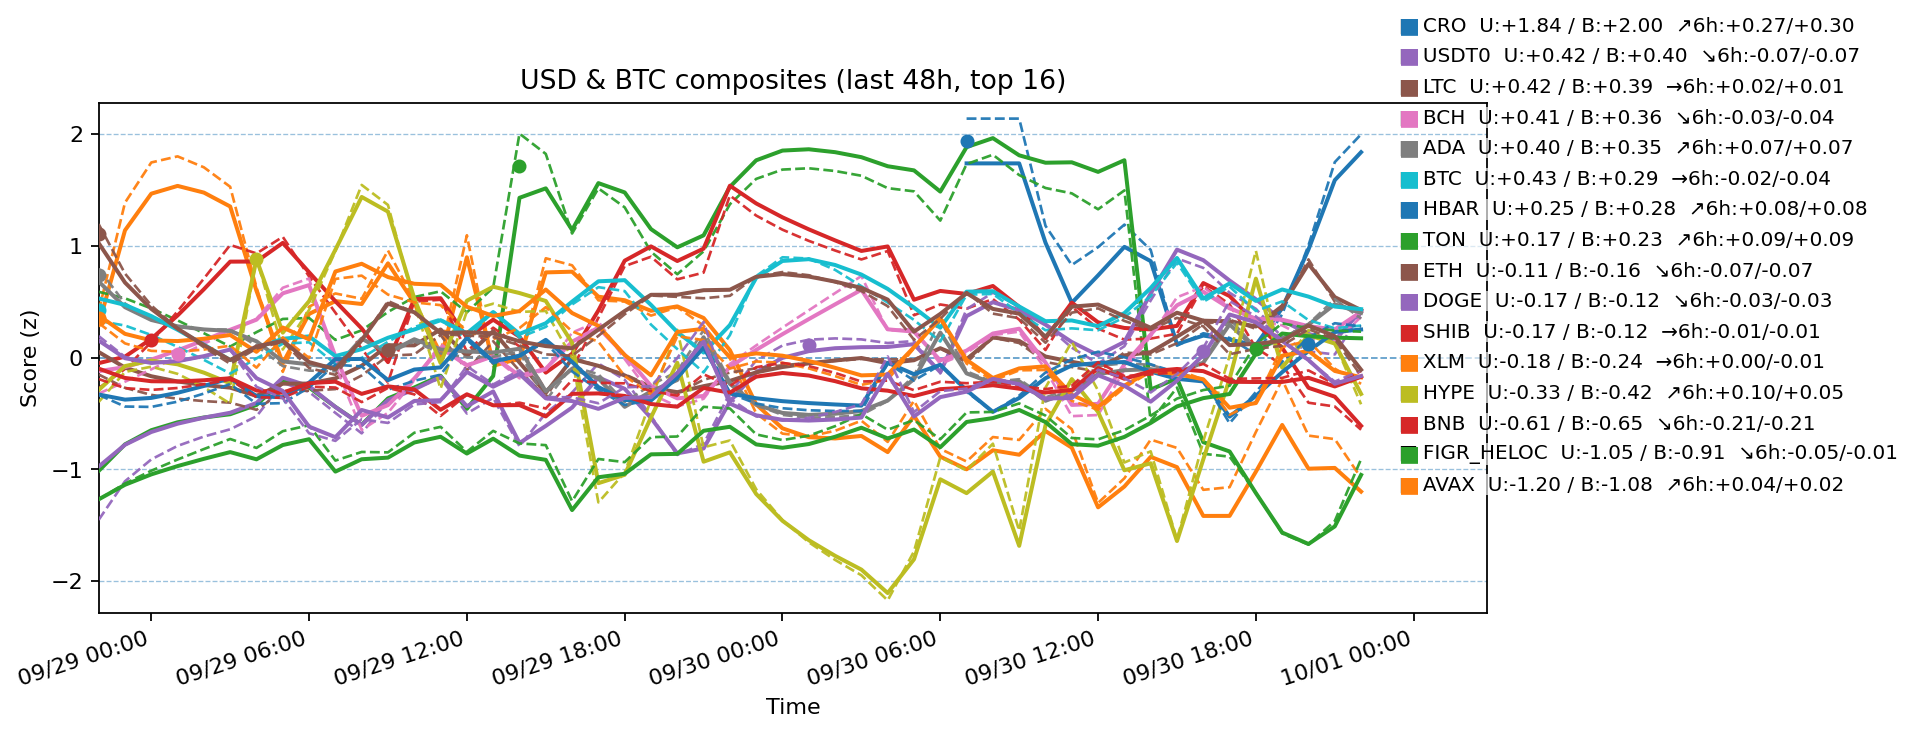 CRO  U:+1.84 / B:+2.00  ↗6h:+0.27/+0.30
USDT0  U:+0.42 / B:+0.40  ↘6h:-0.07/-0.07
USD & BTC composites (last 48h, top 16)
LTC  U:+0.42 / B:+0.39  →6h:+0.02/+0.01
BCH  U:+0.41 / B:+0.36  ↘6h:-0.03/-0.04
ADA  U:+0.40 / B:+0.35  ↗6h:+0.07/+0.07
BTC  U:+0.43 / B:+0.29  →6h:-0.02/-0.04
HBAR  U:+0.25 / B:+0.28  ↗6h:+0.08/+0.08
TON  U:+0.17 / B:+0.23  ↗6h:+0.09/+0.09
ETH  U:-0.11 / B:-0.16  ↘6h:-0.07/-0.07
DOGE  U:-0.17 / B:-0.12  ↘6h:-0.03/-0.03
SHIB  U:-0.17 / B:-0.12  →6h:-0.01/-0.01
XLM  U:-0.18 / B:-0.24  →6h:+0.00/-0.01
HYPE  U:-0.33 / B:-0.42  ↗6h:+0.10/+0.05
BNB  U:-0.61 / B:-0.65  ↘6h:-0.21/-0.21
FIGR_HELOC  U:-1.05 / B:-0.91  ↘6h:-0.05/-0.01
AVAX  U:-1.20 / B:-1.08  ↗6h:+0.04/+0.02
Score (z)
2
1
0
−1
−2
09/29 00:00
09/29 06:00
09/29 12:00
09/29 18:00
09/30 00:00
09/30 06:00
09/30 12:00
09/30 18:00
10/01 00:00
Time